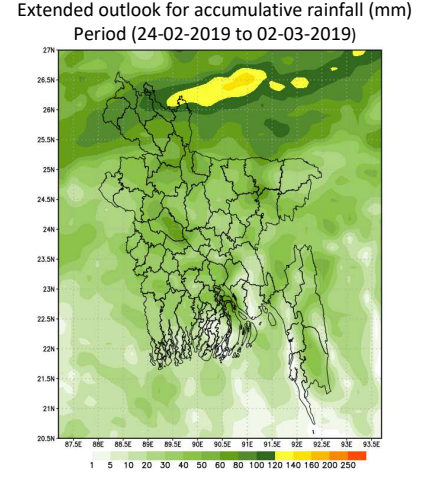 Extended outlook for accumulative rainfall (mm)
Period (24-02-2019 to 02-03-2019)
27N
26.5N
26N
25.5N
25N
24.5N
24N
23.5N
23N
22.5N
22N
21.5N
21N
20.5N
87.5E 88E 88.5E 89E 89.5E 90E 90.5E 91E 91.5E 92E 92.5E 93E 93.5E
1 5 10 20 30 40 50 60 80 100 120 140 160 200 250